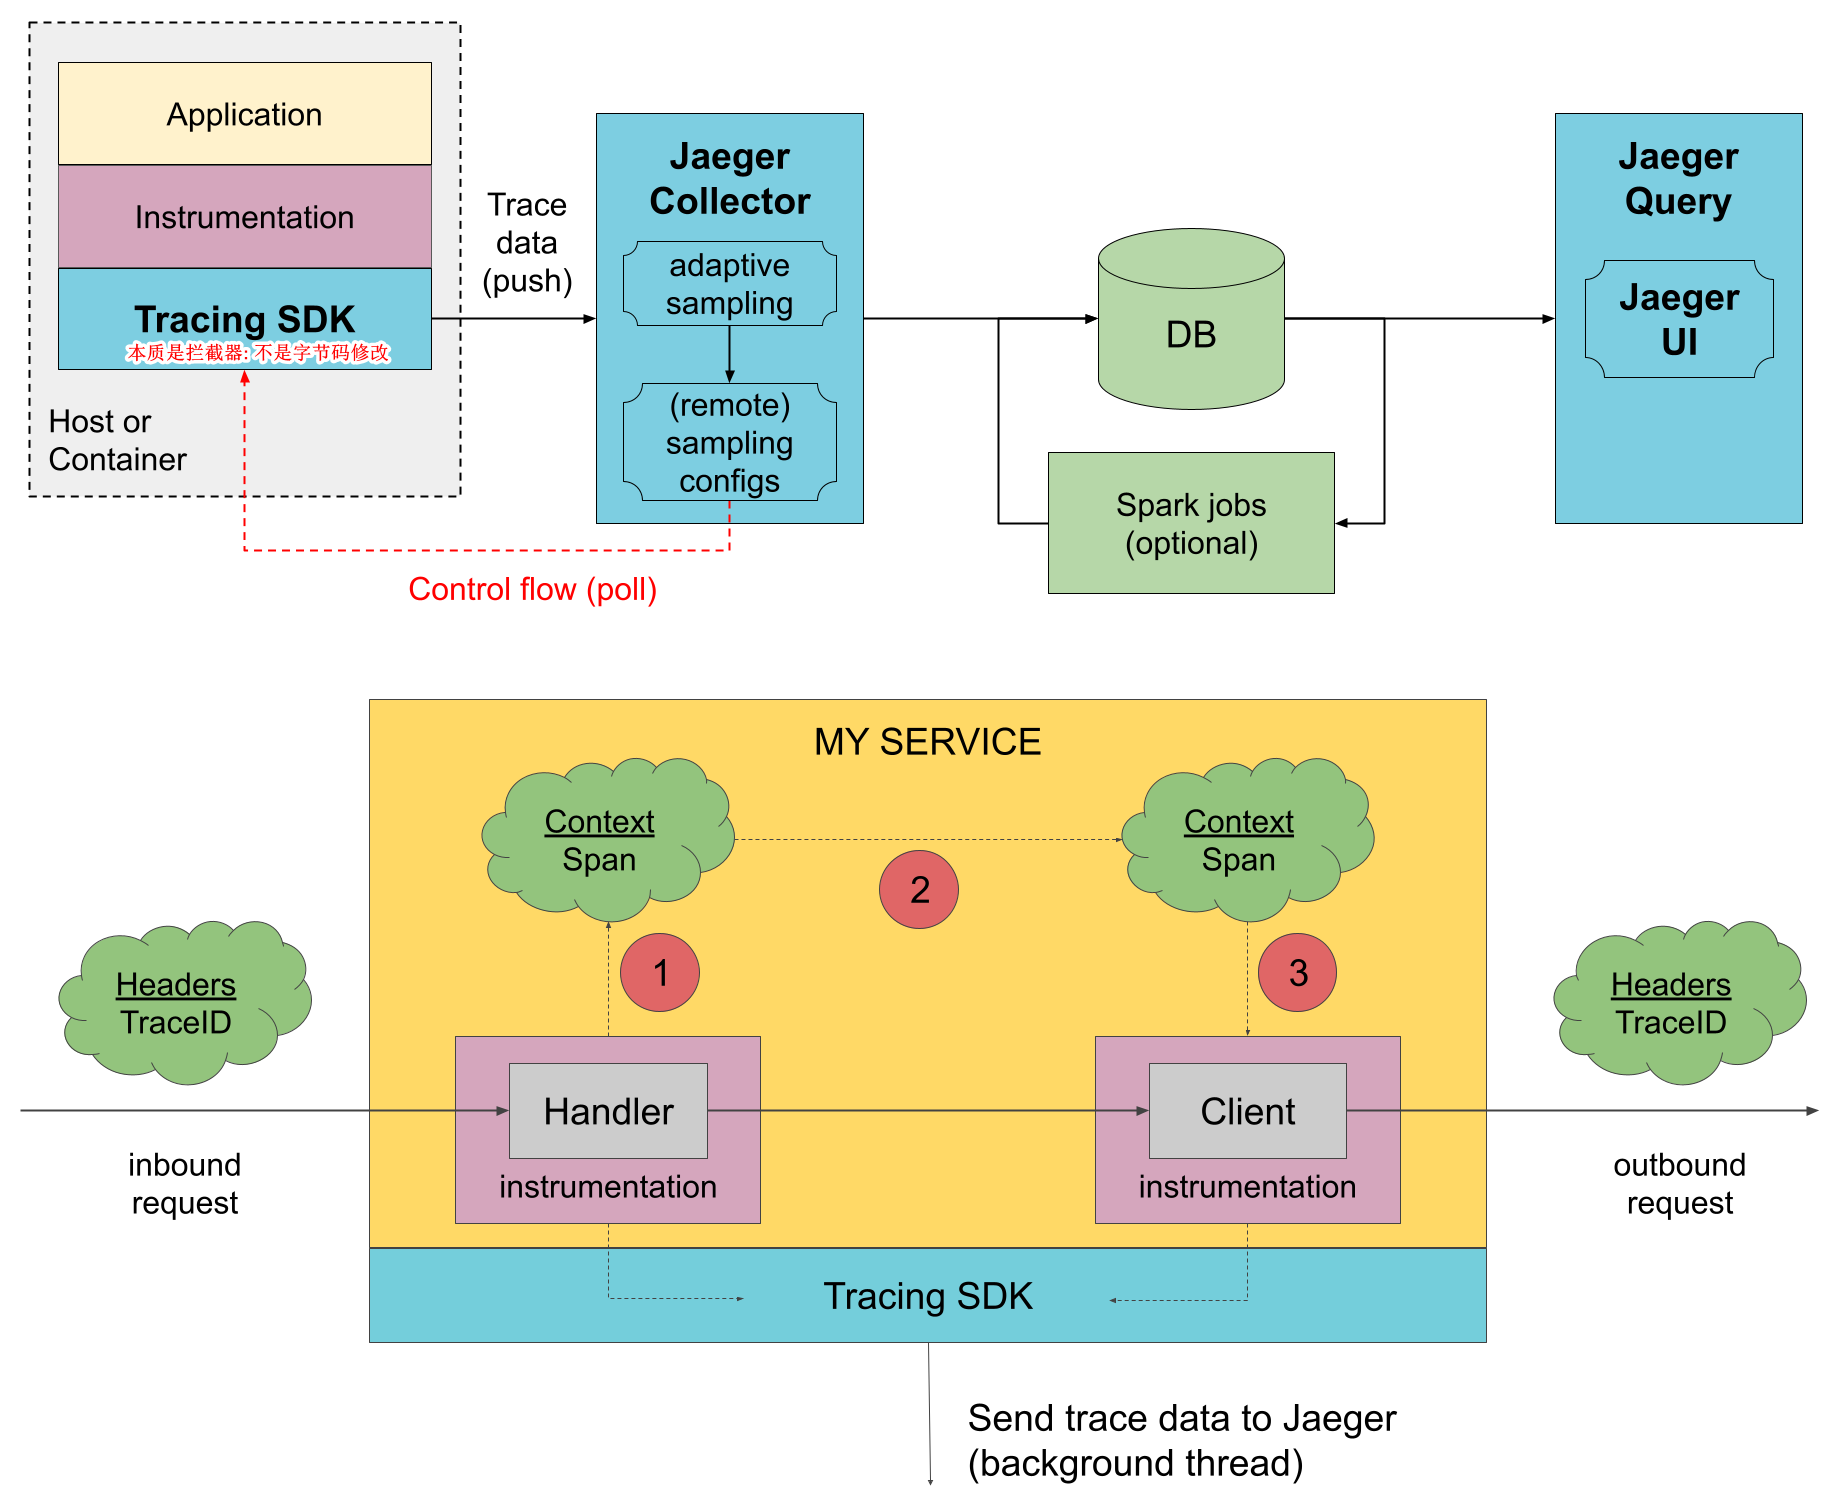 Application
Instrumentation
Tracing SDK
本质是拦截器: 不是字节码修改
Host or
Container
Trace
data
(push)
Jaeger
Collector
adaptive
sampling
(remote)
sampling
configs
Control flow (poll)
DB
Spark jobs
(optional)
Jaeger
Query
Jaeger
UI
MY SERVICE
Context
Span
2
Context
Span
1
3
Headers
TraceID
Headers
TraceID
Handler
instrumentation
Client
instrumentation
inbound
request
outbound
request
Tracing SDK
Send trace data to Jaeger
(background thread)